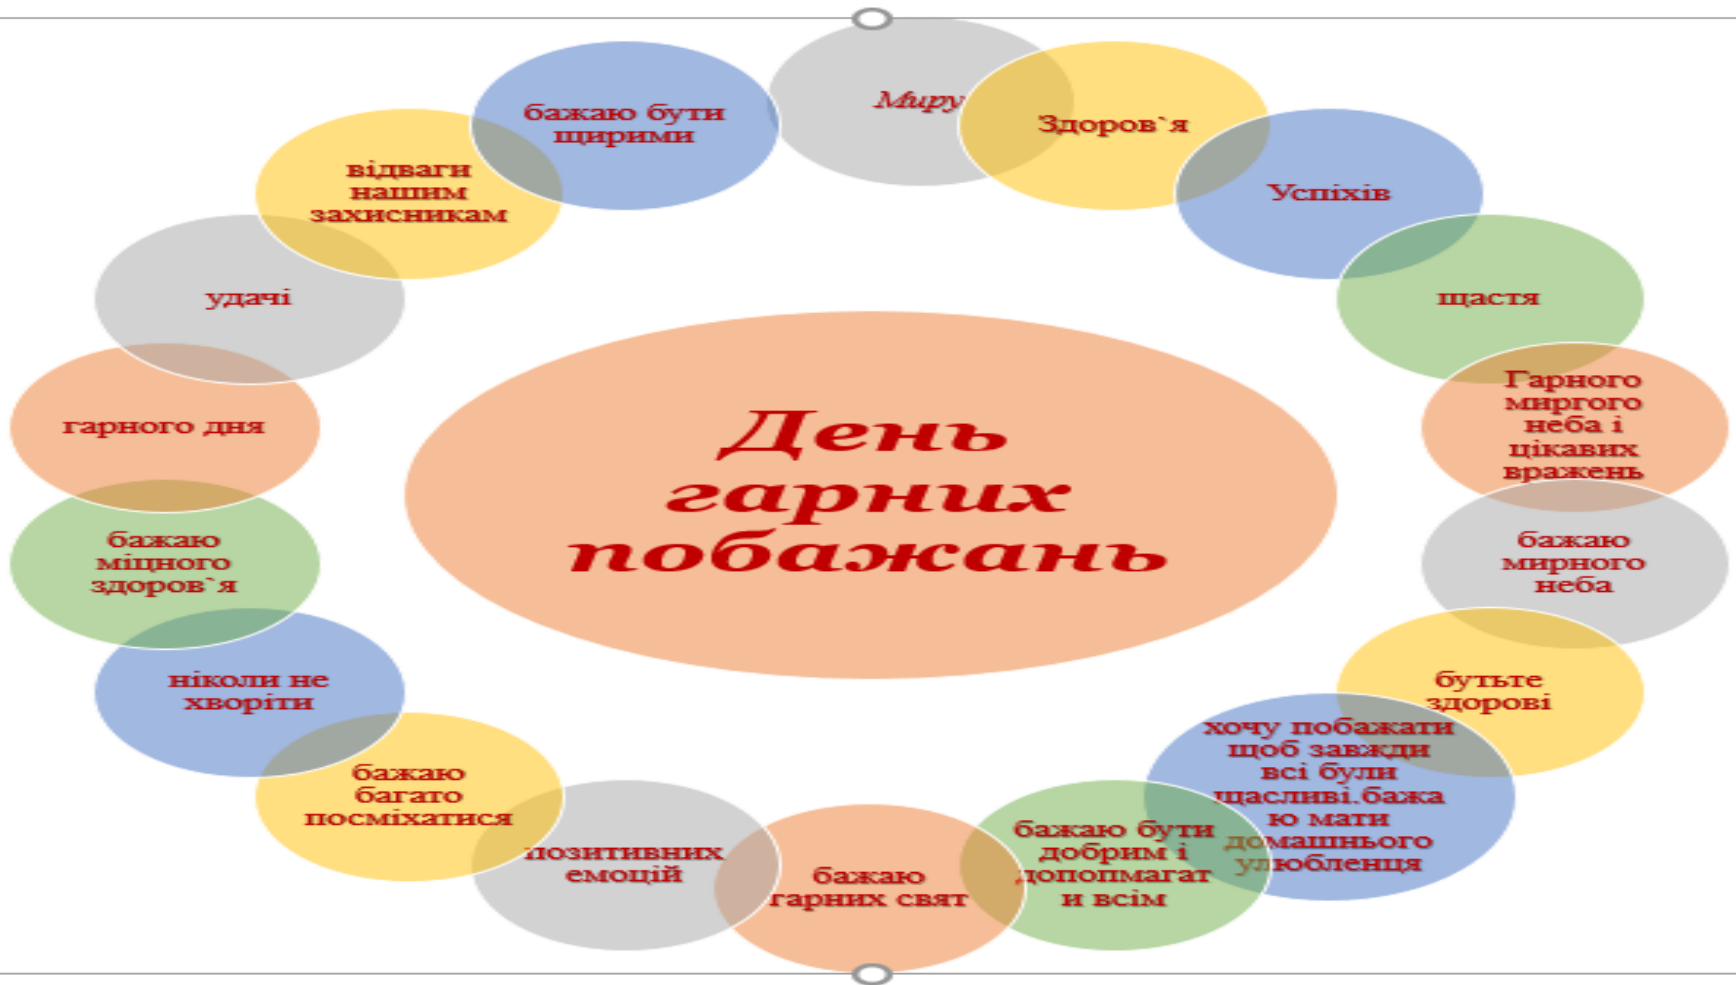 День
гарних
побажань
Миру
Здоров`я
Успіхів
щастя
Гарного
миргого
неба і
цікавих
вражень
бажаю
мирного
неба
бутьте
здорові
хочу побажати
щоб завжди
всі були
щасливі.бажа
ю мати
домашнього
улюбленця
бажаю бути
добрим і
допопмагат
и всім
бажаю
гарних свят
позитивних
емоцій
бажаю
багато
посміхатися
ніколи не
хворіти
бажаю
міцного
здоров`я
гарного дня
удачі
відваги
нашим
захисникам
бажаю бути
щирими